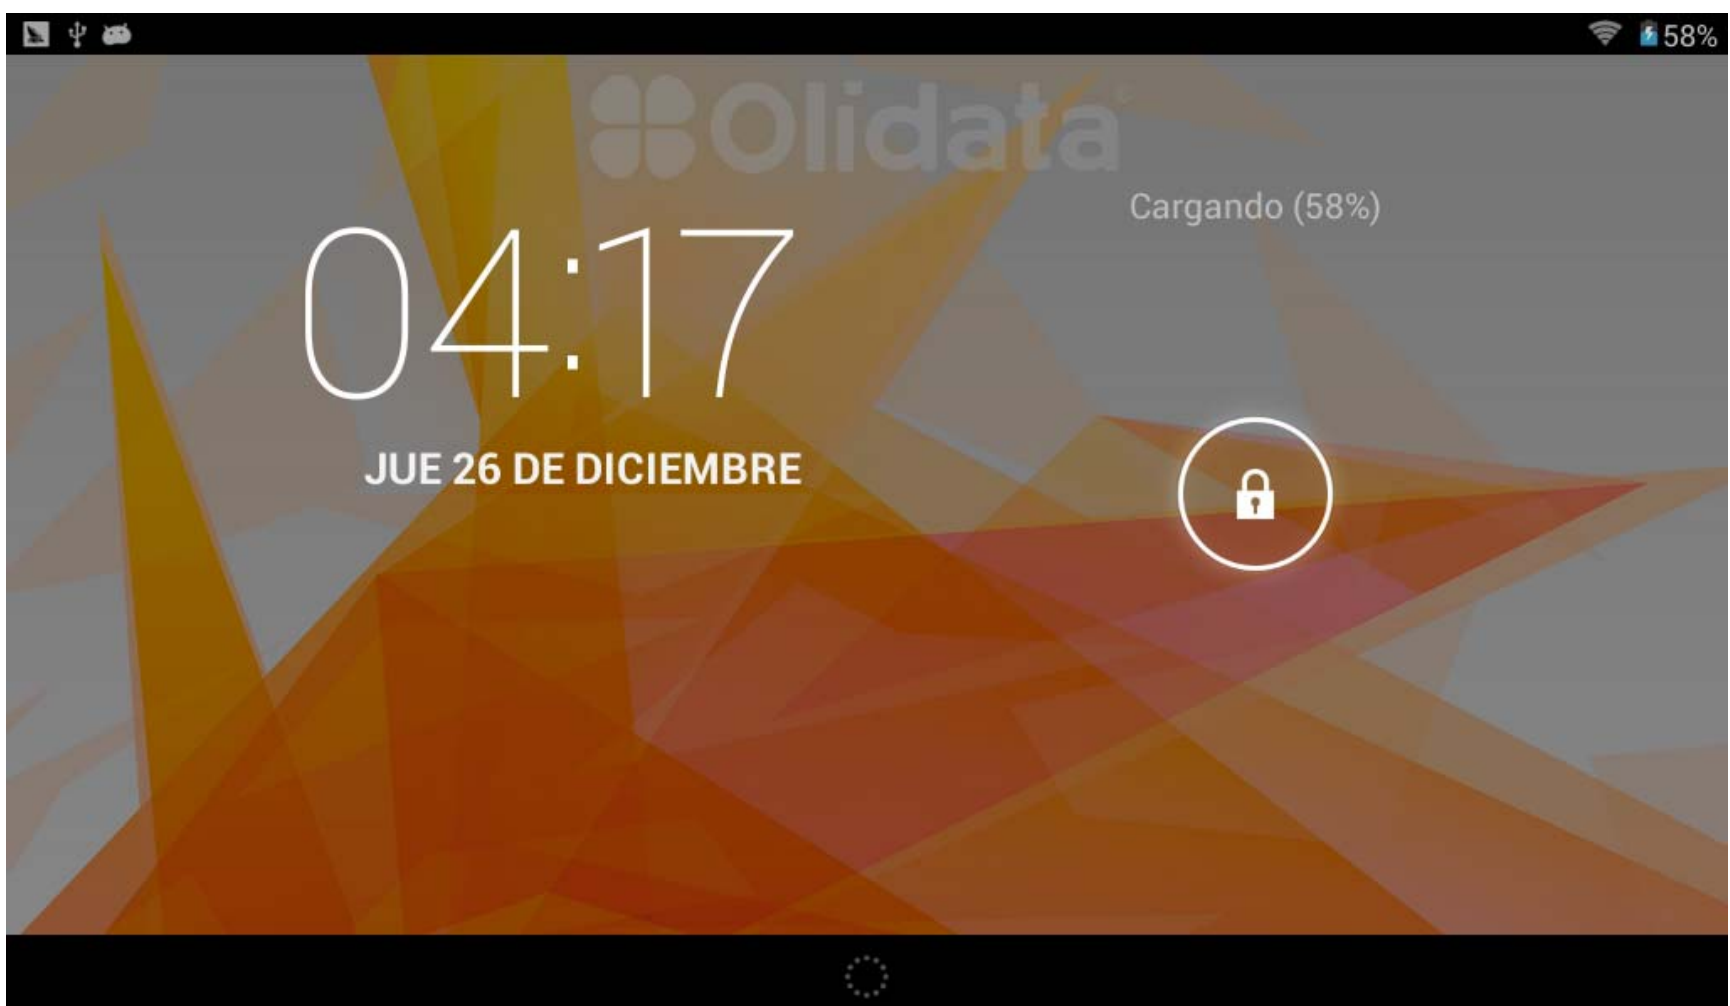 58%
Olidata
Cargando (58%)
04:17
JUE 26 DE DICIEMBRE